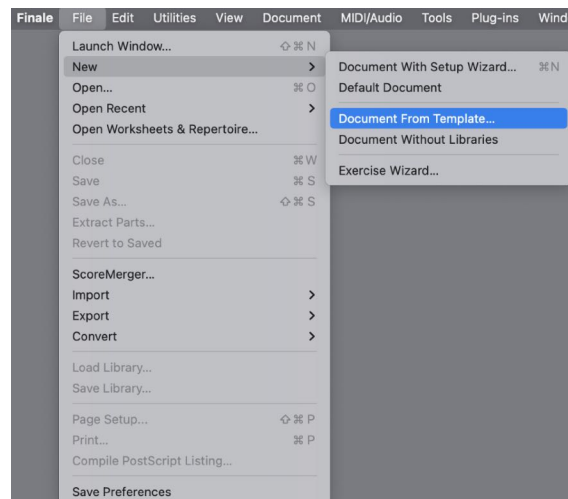 Finale File Edit Utilities View Document MIDI/Audio Tools Plug-ins Wind
Launch Window... ⇧⌘N
New >
Open... ⌘O
Open Recent >
Open Worksheets & Repertoire...
Close ⌘W
Save ⌘S
Save As... ⇧⌘S
Extract Parts...
Revert to Saved
ScoreMerger...
Import >
Export >
Convert >
Load Library...
Save Library...
Page Setup... ⇧⌘P
Print... ⌘P
Compile PostScript Listing...
Save Preferences
Document With Setup Wizard... ⌘N
Default Document
Document From Template...
Document Without Libraries
Exercise Wizard...